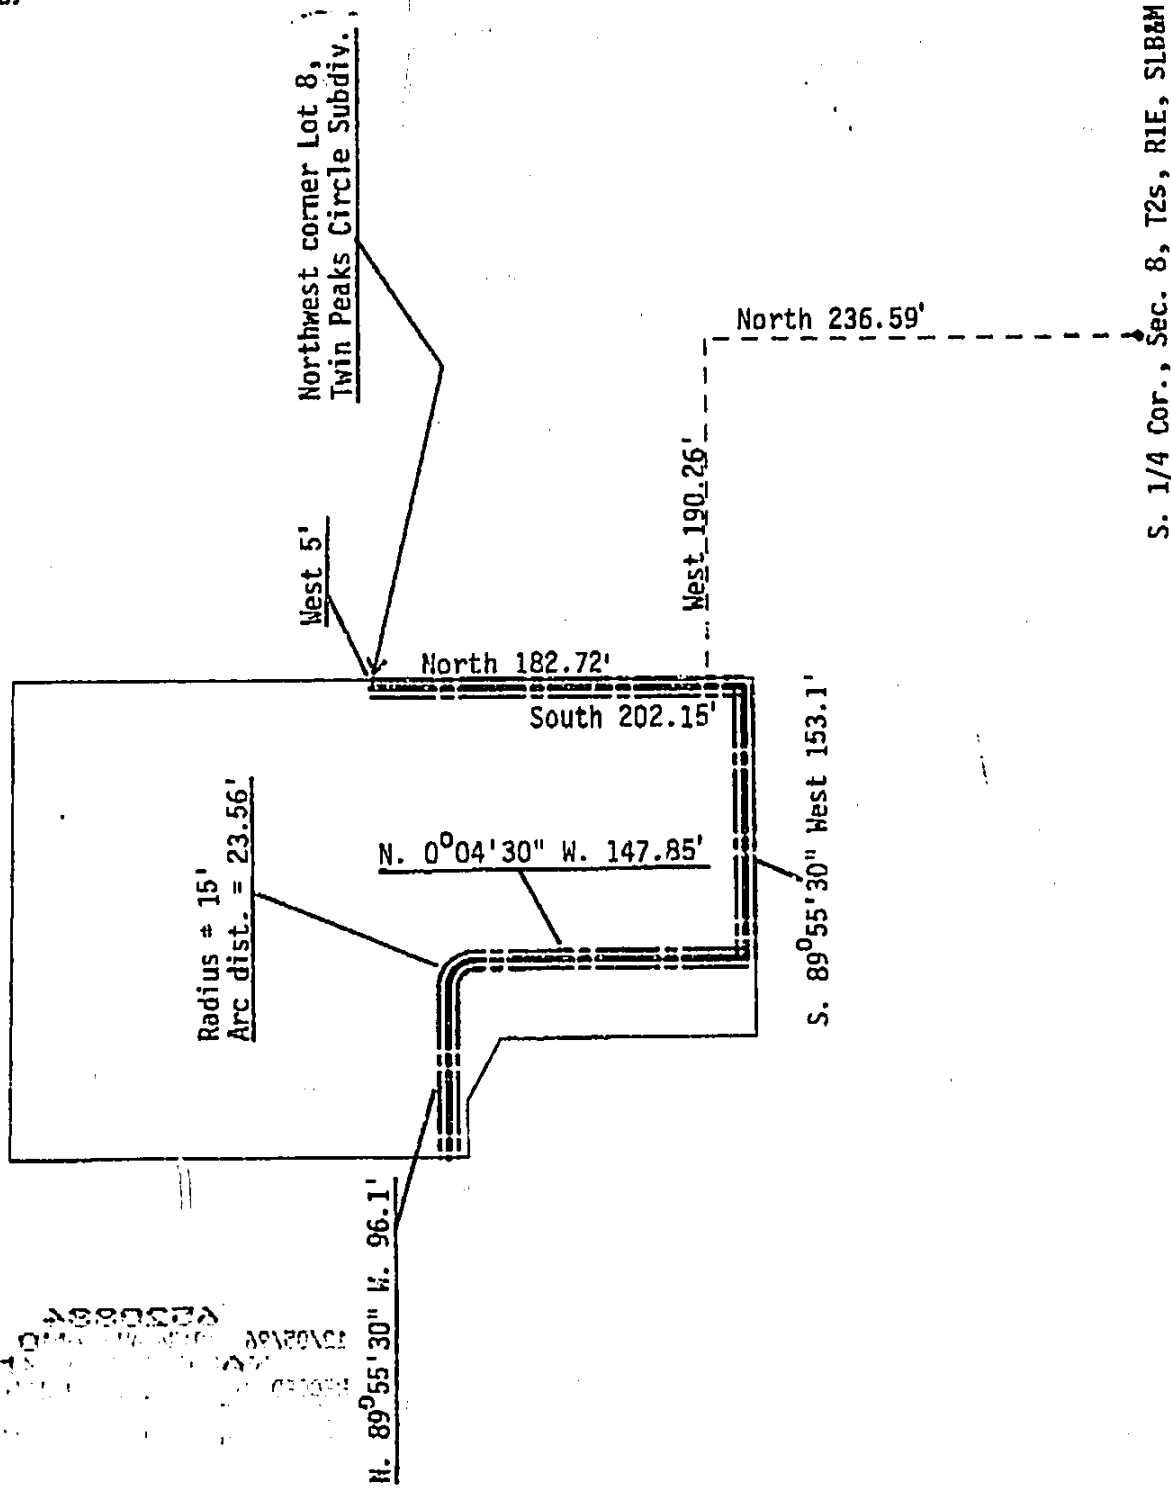 Northwest corner Lot 8,
Twin Peaks Circle Subdiv.
West 5'
North 236.59'
West 190.26'
North 182.72'
South 202.15'
S. 1/4 Cor., Sec. 8, T2s, R1E, SLB&M
S. 89°55'30" West 153.1'
N. 0°04'30" W. 147.85'
Radius = 15'
Arc dist. = 23.56'
N. 89°55'30" W. 96.1'